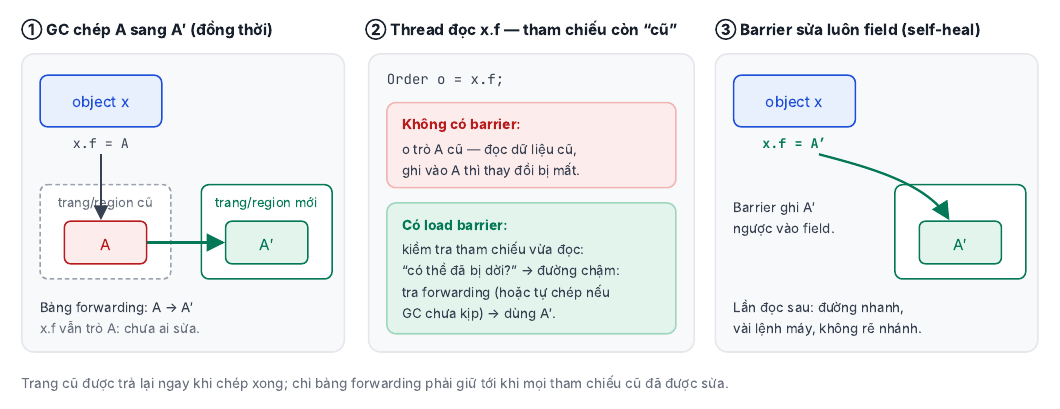 ① GC chép A sang A′ (đồng thời)
object x
x.f = A
trang/region cũ
trang/region mới
A
A′
Bảng forwarding: A → A′
x.f vẫn trỏ A: chưa ai sửa.
② Thread đọc x.f — tham chiếu còn “cũ”
Order o = x.f;
Không có barrier:
o trỏ A cũ — đọc dữ liệu cũ,
ghi vào A thì thay đổi bị mất.
Có load barrier:
kiểm tra tham chiếu vừa đọc:
“có thể đã bị dời?” → đường chậm:
tra forwarding (hoặc tự chép nếu
GC chưa kịp) → dùng A′.
③ Barrier sửa luôn field (self-heal)
object x
x.f = A′
Barrier ghi A′
ngược vào field.
A′
Lần đọc sau: đường nhanh,
vài lệnh máy, không rẽ nhánh.
Trang cũ được trả lại ngay khi chép xong; chỉ bảng forwarding phải giữ tới khi mọi tham chiếu cũ đã được sửa.